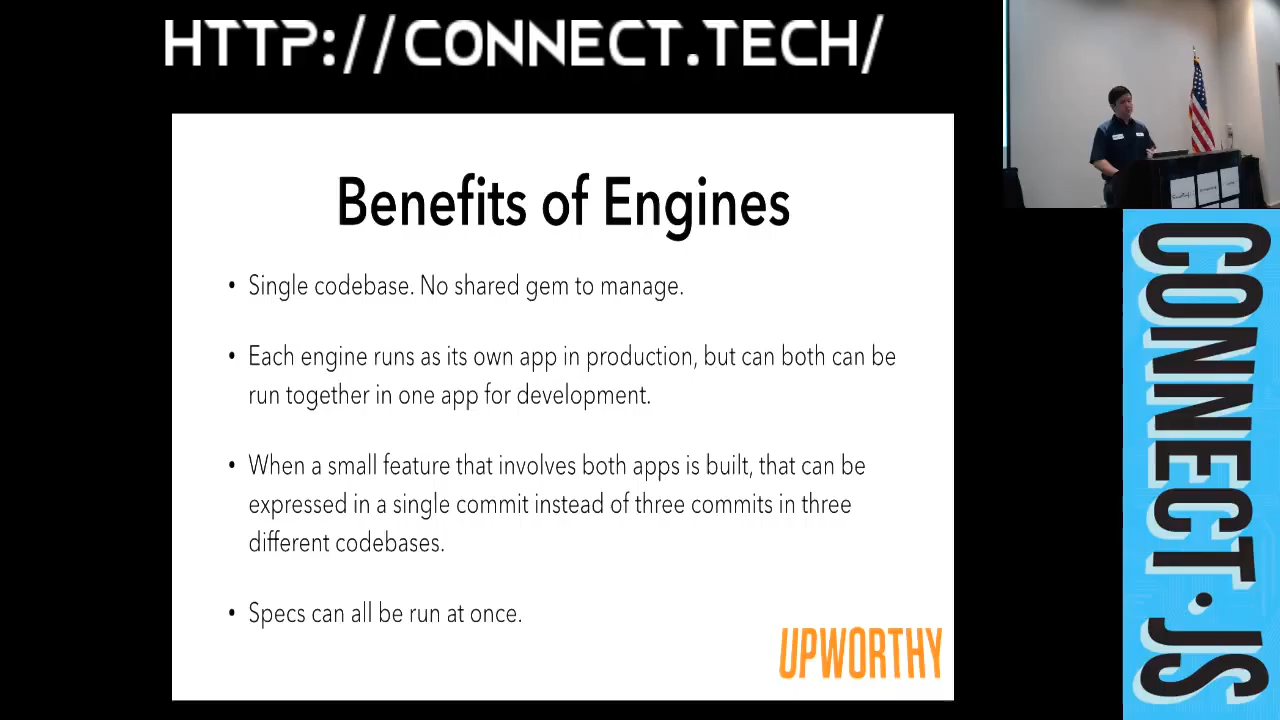 HTTP://CONNECT.TECH/
Benefits of Engines
• Single codebase. No shared gem to manage.
• Each engine runs as its own app in production, but can both can be
run together in one app for development.
• When a small feature that involves both apps is built, that can be
expressed in a single commit instead of three commits in three
different codebases.
• Specs can all be run at once.
UPWORTHY
CONNECT.JS